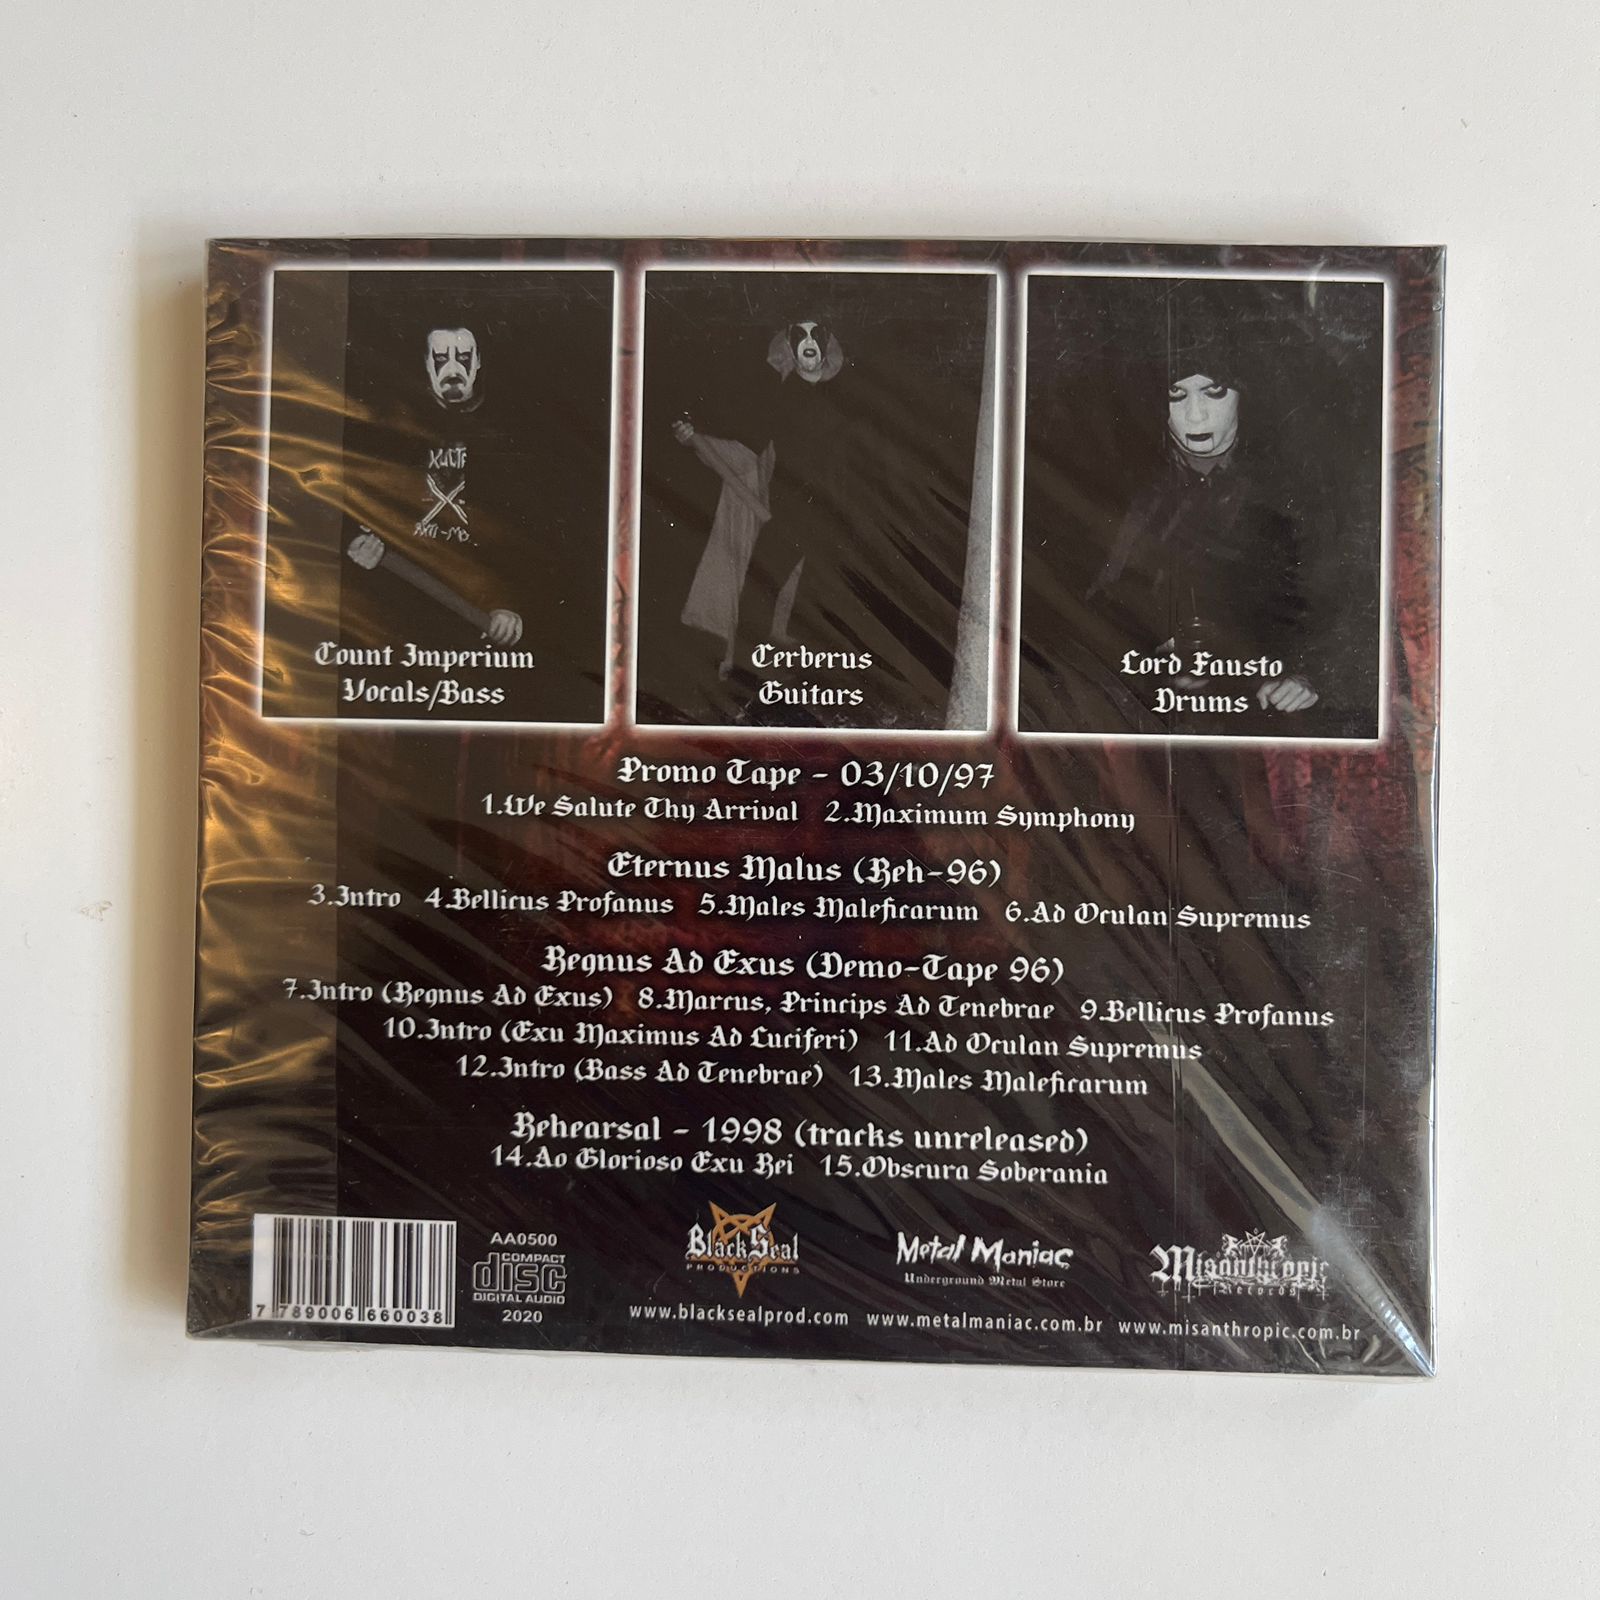 KULT
ANTI-MO
Count Imperium
Vocals/Bass
Cerberus
Guitars
Lord Fausto
Drums
Promo Tape - 03/10/97
1.We Salute Thy Arrival 2.Maximum Symphony
Eternus Malus (Reh-96)
3.Intro 4.Bellicus Profanus 5.Males Maleficarum 6.Ad Oculan Supremus
Regnus Ad Exus (Demo-Tape 96)
7.Intro (Regnus Ad Exus) 8.Marcus, Princips Ad Tenebrae 9.Bellicus Profanus
10.Intro (Exu Maximus Ad Luciferi) 11.Ad Oculan Supremus
12.Intro (Bass Ad Tenebrae) 13.Males Maleficarum
Rehearsal - 1998 (tracks unreleased)
14.Ao Glorioso Exu Rei 15.Obscura Soberania
7 789006 660038
AA0500
COMPACT
disc
DIGITAL AUDIO
2020
Black Seal
PRODUCTIONS
www.blacksealprod.com
Metal Maniac
Underground Metal Store
www.metalmaniac.com.br
Misanthropic
Records
www.misanthropic.com.br